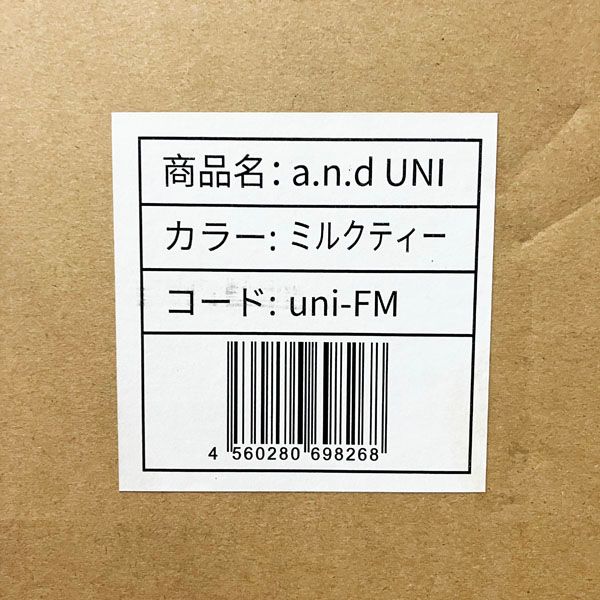 商品名: a.n.d UNI
カラー: ミルクティー
コード: uni-FM
4 560280 698268